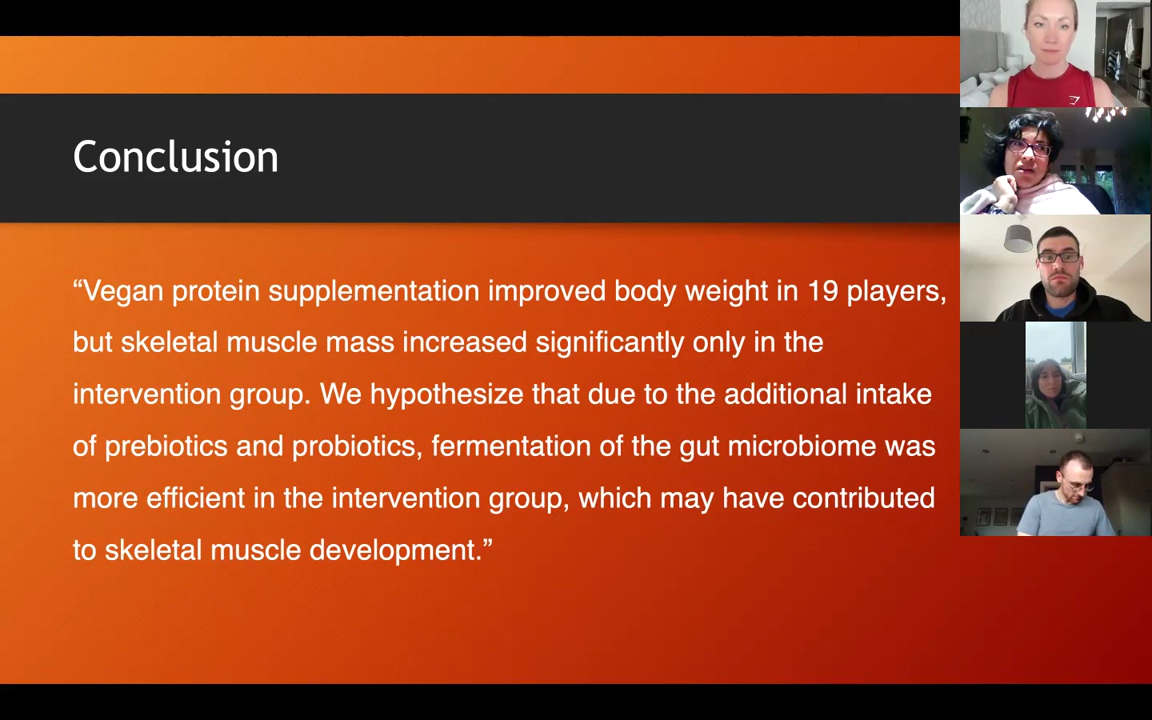 Conclusion
“Vegan protein supplementation improved body weight in 19 players,
but skeletal muscle mass increased significantly only in the
intervention group. We hypothesize that due to the additional intake
of prebiotics and probiotics, fermentation of the gut microbiome was
more efficient in the intervention group, which may have contributed
to skeletal muscle development.”